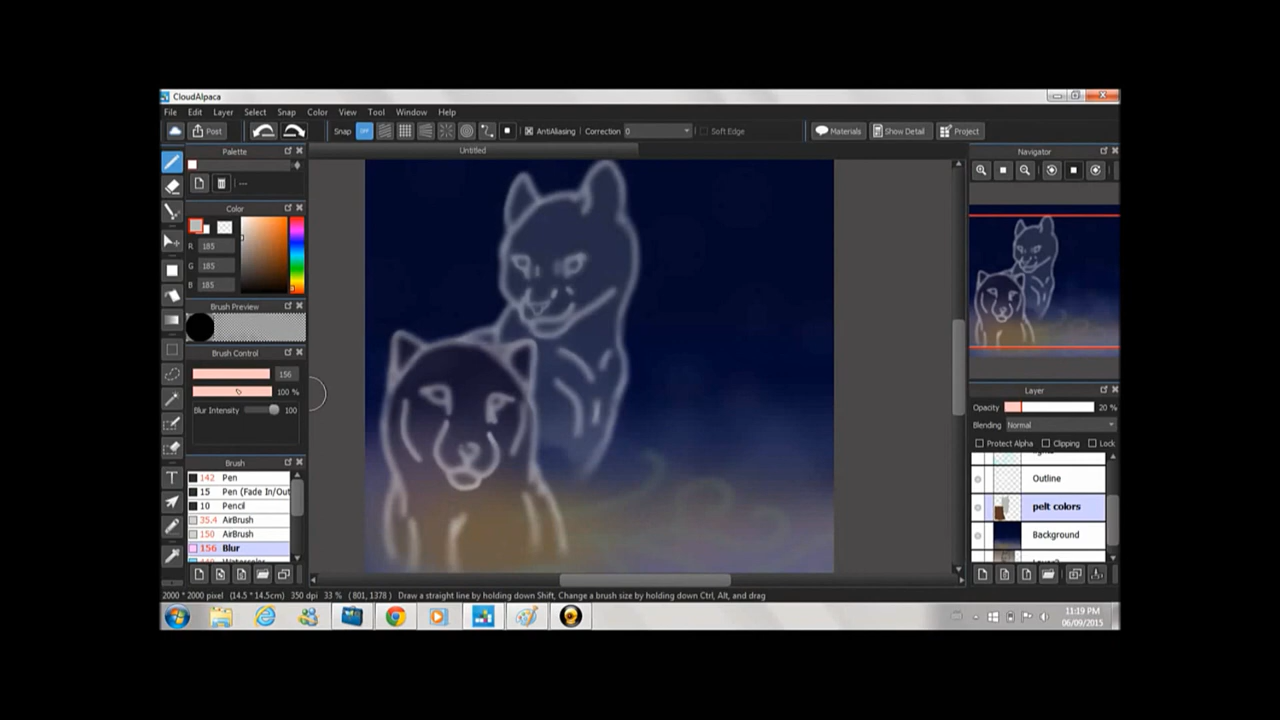 CloudAlpaca
File Edit Layer Select Snap Color View Tool Window Help
Post Snap OFF AntiAliasing Correction 0 Soft Edge Materials Show Detail Project
Palette
Untitled
Navigator
---
Color
R 185
G 185
B 185
Brush Preview
Brush Control
156
100 %
Blur Intensity 100
Brush
142 Pen
15 Pen (Fade In/Out
10 Pencil
35.4 AirBrush
150 AirBrush
156 Blur
Layer
Opacity 20 %
Blending Normal
Protect Alpha Clipping Lock
Outline
pelt colors
Background
2000 * 2000 pixel (14.5 * 14.5cm) 350 dpi 33 % (801,1378) Draw a straight line by holding down Shift, Change a brush size by holding down Ctrl, Alt, and drag
11:19 PM
06/09/2015